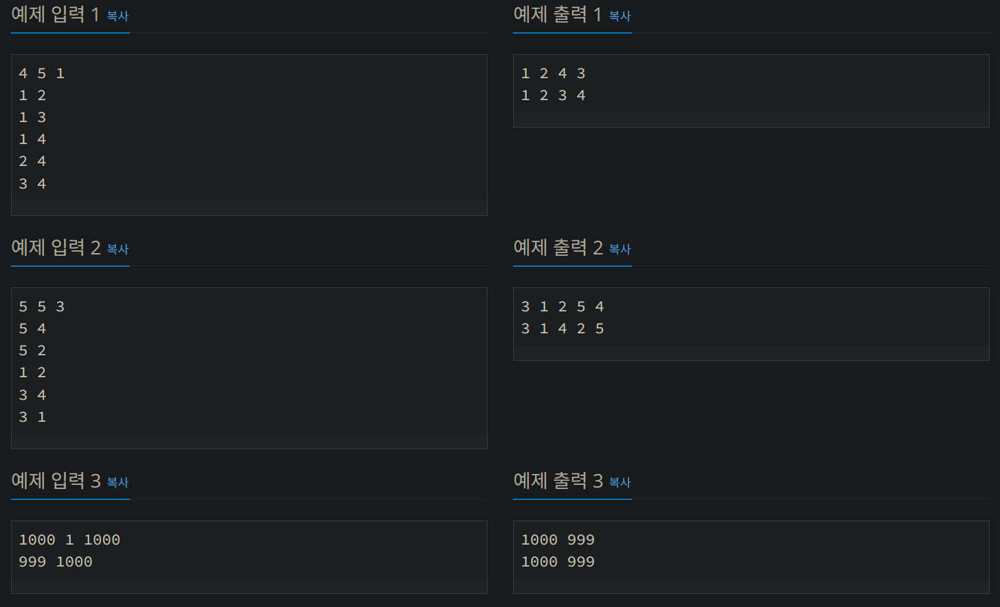 예제 입력 1 복사
4 5 1
1 2
1 3
1 4
2 4
3 4
예제 출력 1 복사
1 2 4 3
1 2 3 4
예제 입력 2 복사
5 5 3
5 4
5 2
1 2
3 4
3 1
예제 출력 2 복사
3 1 2 5 4
3 1 4 2 5
예제 입력 3 복사
1000 1 1000
999 1000
예제 출력 3 복사
1000 999
1000 999